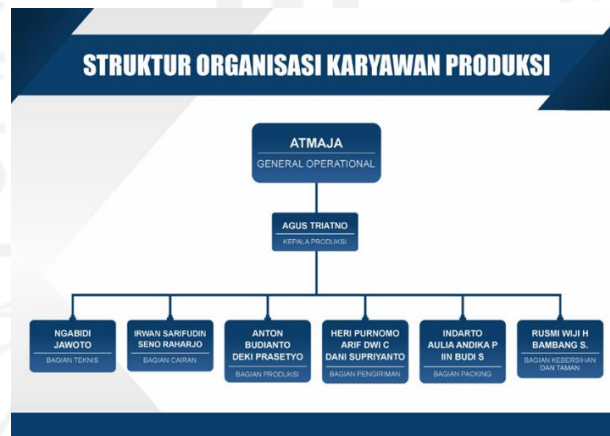 STRUKTUR ORGANISASI KARYAWAN PRODUKSI
ATMAJA
GENERAL OPERATIONAL
AGUS TRIATNO
KEPALA PRODUKSI
NGABIDI
JAWOTO
BAGIAN TEKNIS
IRWAN SARIFUDIN
SENO RAHARJO
BAGIAN CAIRAN
ANTON
BUDIANTO
DEKI PRASETYO
BAGIAN PRODUKSI
HERI PURNOMO
ARIF DWI C
DANI SUPRIYANTO
BAGIAN PENGIRIMAN
INDARTO
AULIA ANDIKA P
IIN BUDI S
BAGIAN PACKING
RUSMI WIJI H
BAMBANG S.
BAGIAN KEBERSIHAN
DAN TAMAN